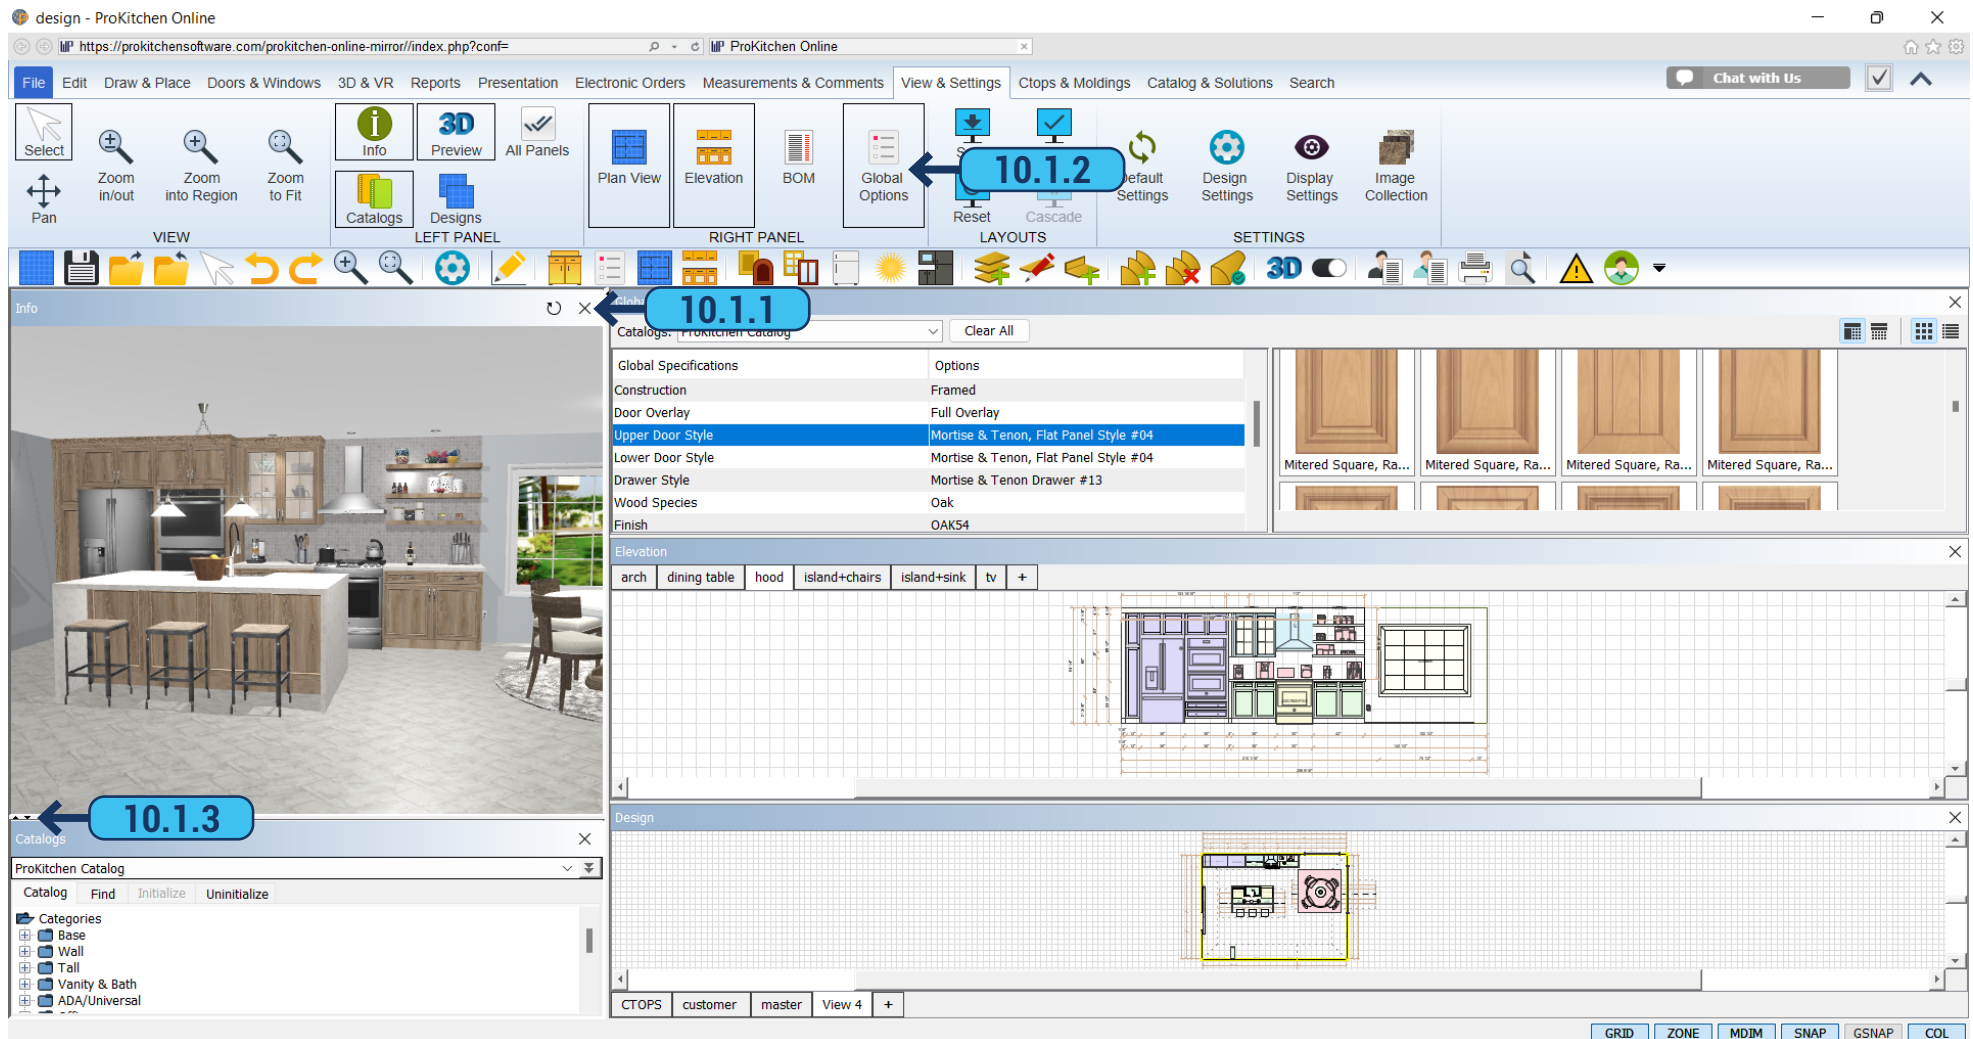 design - ProKitchen Online
https://prokitchensoftware.com/prokitchen-online-mirror//index.php?conf=
ProKitchen Online
File Edit Draw & Place Doors & Windows 3D & VR Reports Presentation Electronic Orders Measurements & Comments View & Settings Ctops & Moldings Catalog & Solutions Search
Chat with Us
Select
Pan
Zoom in/out
Zoom into Region
Zoom to Fit
VIEW
Info
3D
Preview
All Panels
Catalogs
Designs
LEFT PANEL
Plan View
Elevation
BOM
Global Options
RIGHT PANEL
10.1.2
Reset
Cascade
LAYOUTS
Settings
Design Settings
Display Settings
Image Collection
SETTINGS
3D
Info
10.1.1
Catalogs: ProKitchen Catalog
Clear All
Global Specifications Options
Construction Framed
Door Overlay Full Overlay
Upper Door Style Mortise & Tenon, Flat Panel Style #04
Lower Door Style Mortise & Tenon, Flat Panel Style #04
Drawer Style Mortise & Tenon Drawer #13
Wood Species Oak
Finish OAK54
Mitered Square, Ra...
Mitered Square, Ra...
Mitered Square, Ra...
Mitered Square, Ra...
Elevation
arch dining table hood island+chairs island+sink tv +
10.1.3
Catalogs
ProKitchen Catalog
Catalog Find Initialize Uninitialize
Categories
Base
Wall
Tall
Vanity & Bath
ADA/Universal
Design
CTOPS customer master View 4 +
GRID ZONE MDIM SNAP GSNAP COL